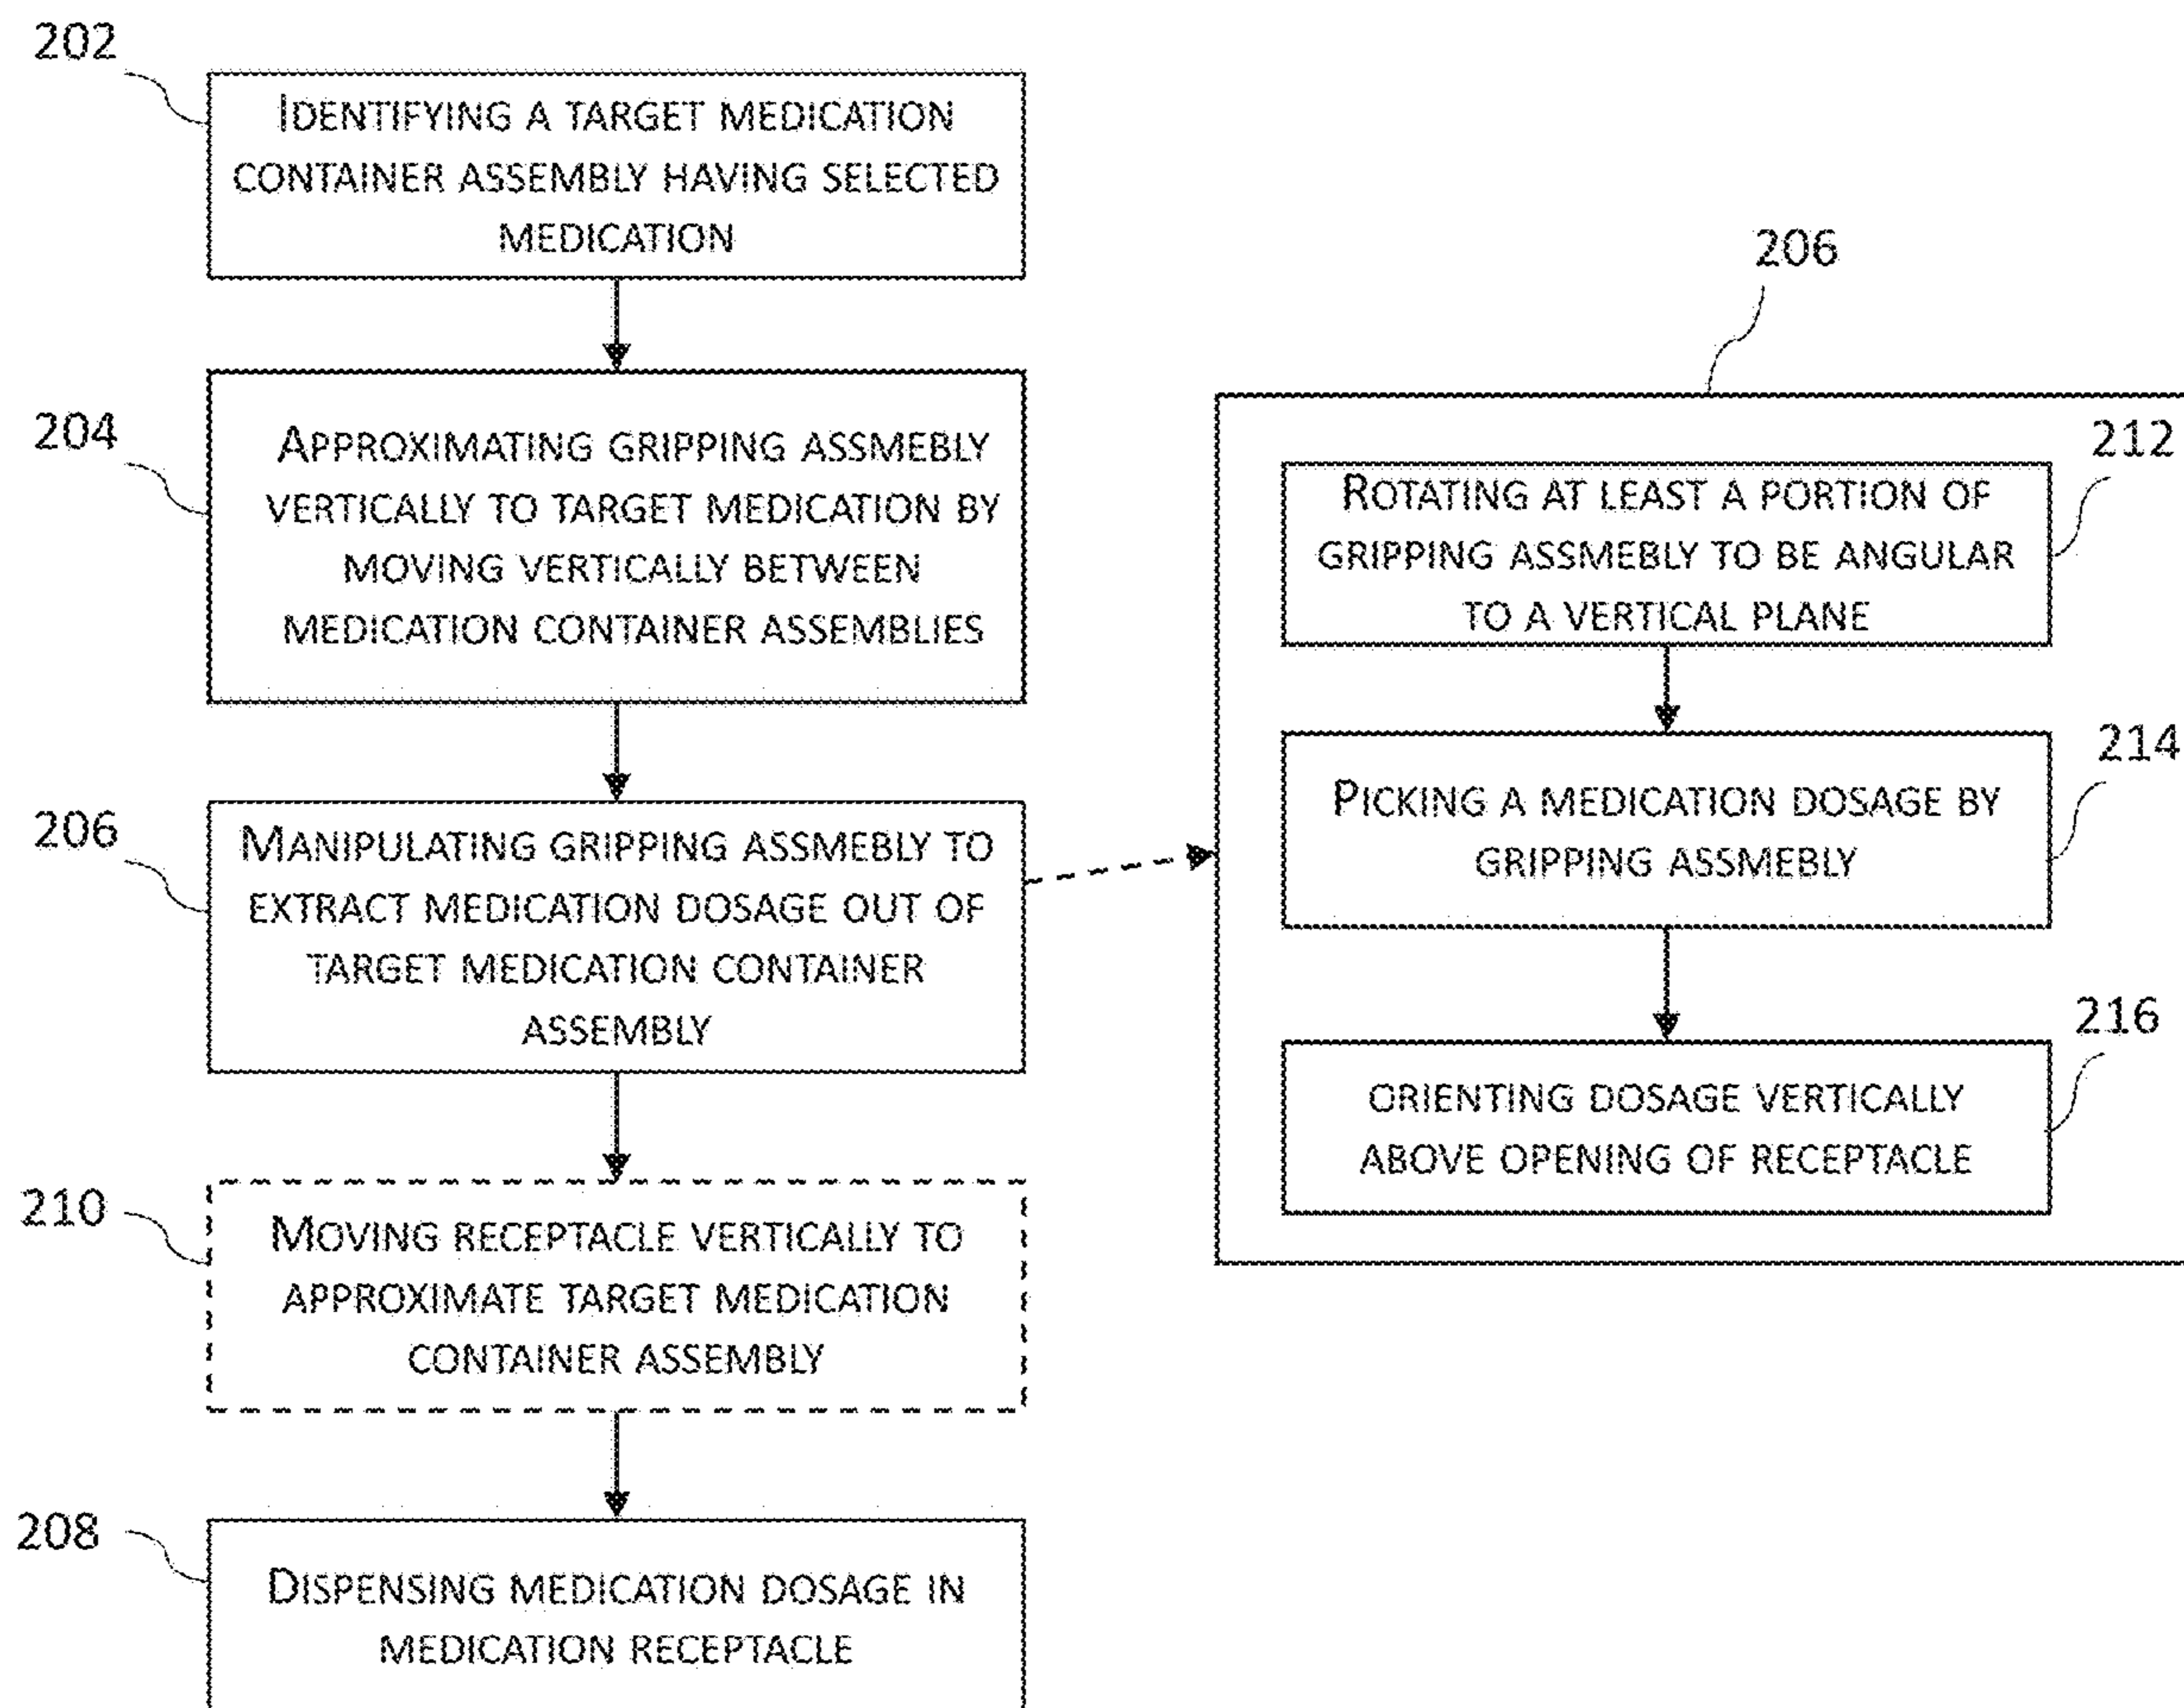 202
IDENTIFYING A TARGET MEDICATION
CONTAINER ASSEMBLY HAVING SELECTED
MEDICATION
204
APPROXIMATING GRIPPING ASSMEBLY
VERTICALLY TO TARGET MEDICATION BY
MOVING VERTICALLY BETWEEN
MEDICATION CONTAINER ASSEMBLIES
206
MANIPULATING GRIPPING ASSMEBLY TO
EXTRACT MEDICATION DOSAGE OUT OF
TARGET MEDICATION CONTAINER
ASSEMBLY
210
MOVING RECEPTACLE VERTICALLY TO
APPROXIMATE TARGET MEDICATION
CONTAINER ASSEMBLY
208
DISPENSING MEDICATION DOSAGE IN
MEDICATION RECEPTACLE
206
212
ROTATING AT LEAST A PORTION OF
GRIPPING ASSMEBLY TO BE ANGULAR
TO A VERTICAL PLANE
214
PICKING A MEDICATION DOSAGE BY
GRIPPING ASSMEBLY
216
ORIENTING DOSAGE VERTICALLY
ABOVE OPENING OF RECEPTACLE